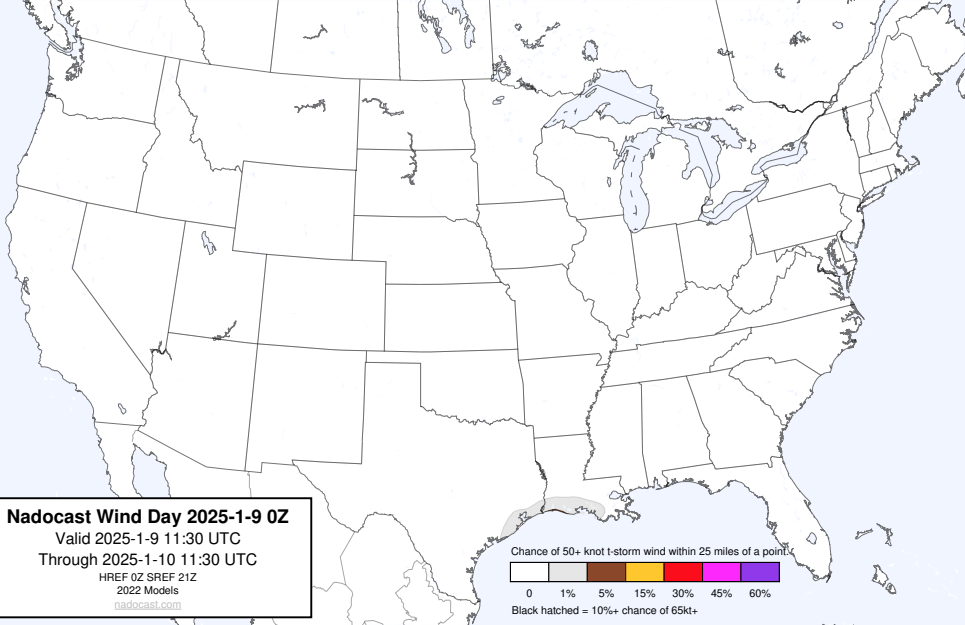 Nadocast Wind Day 2025-1-9 0Z
Valid 2025-1-9 11:30 UTC
Through 2025-1-10 11:30 UTC
HREF 0Z SREF 21Z
2022 Models
nadocast.com
Chance of 50+ knot t-storm wind within 25 miles of a point.
0 1% 5% 15% 30% 45% 60%
Black hatched = 10%+ chance of 65kt+